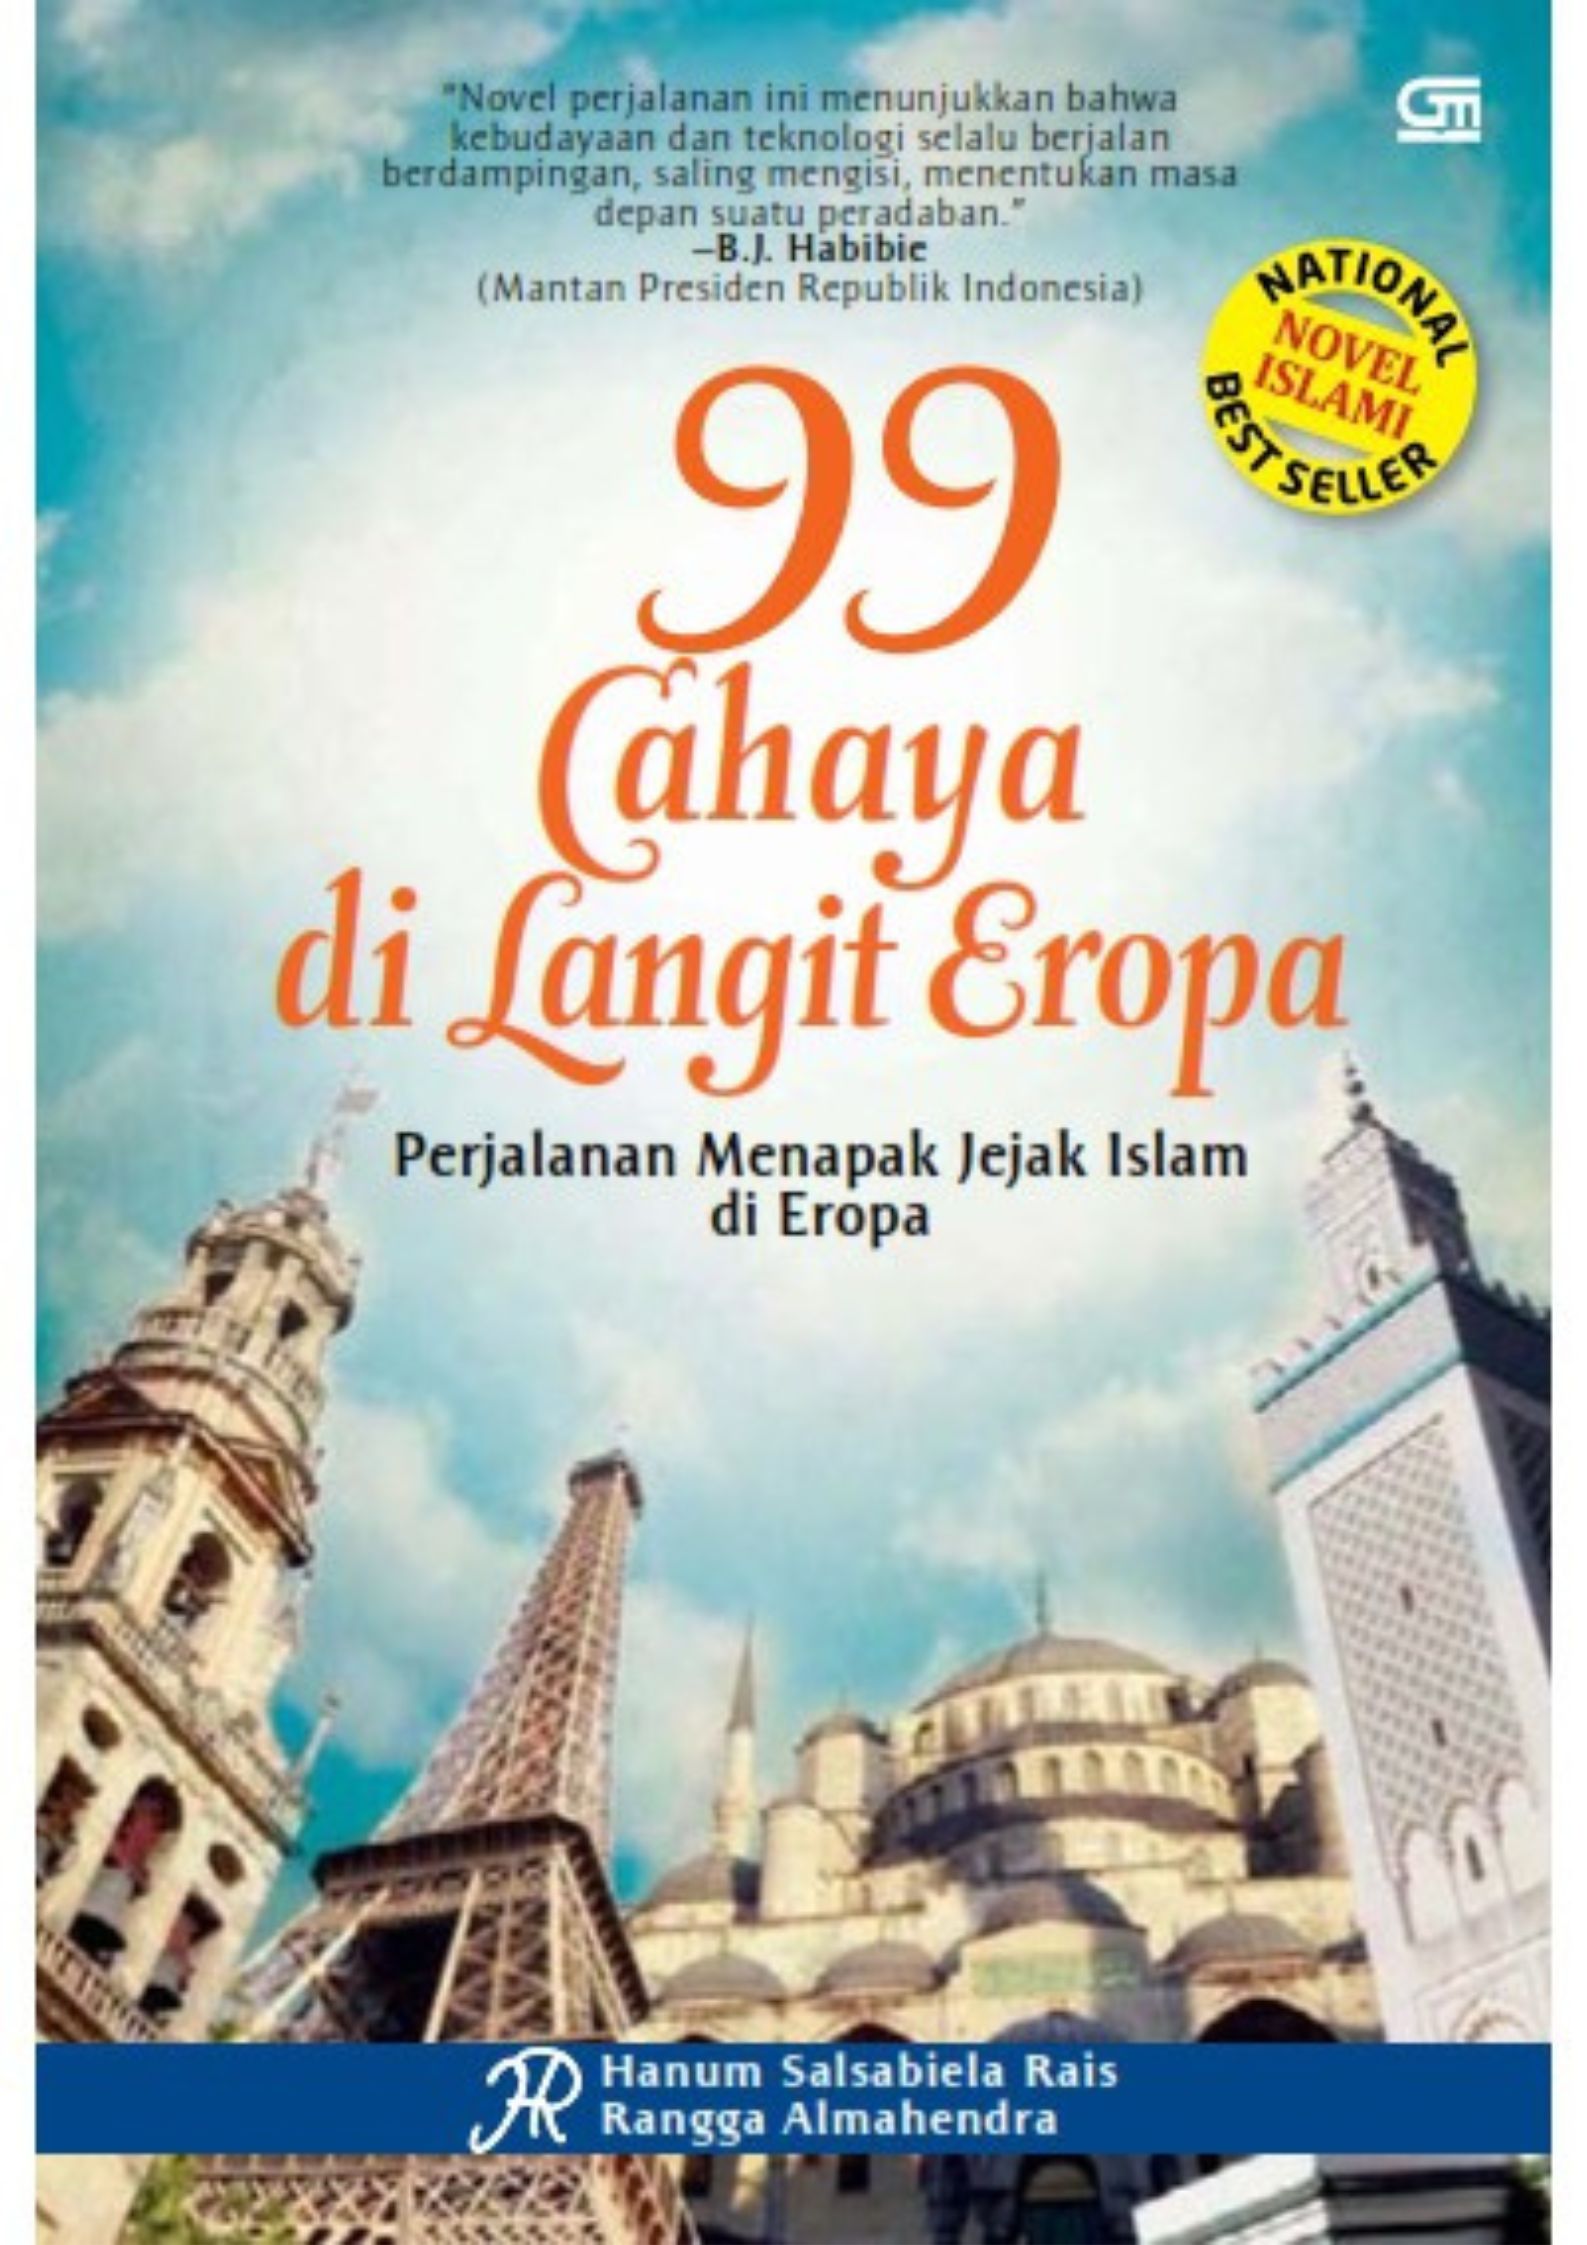 "Novel perjalanan ini menunjukkan bahwa
kebudayaan dan teknologi selalu berjalan
berdampingan, saling mengisi, menentukan masa
depan suatu peradaban."
–B.J. Habibie
(Mantan Presiden Republik Indonesia)
GM
NATIONAL
NOVEL
ISLAMI
BEST SELLER
99
Cahaya
di Langit Eropa
Perjalanan Menapak Jejak Islam
di Eropa
HR
Hanum Salsabiela Rais
Rangga Almahendra